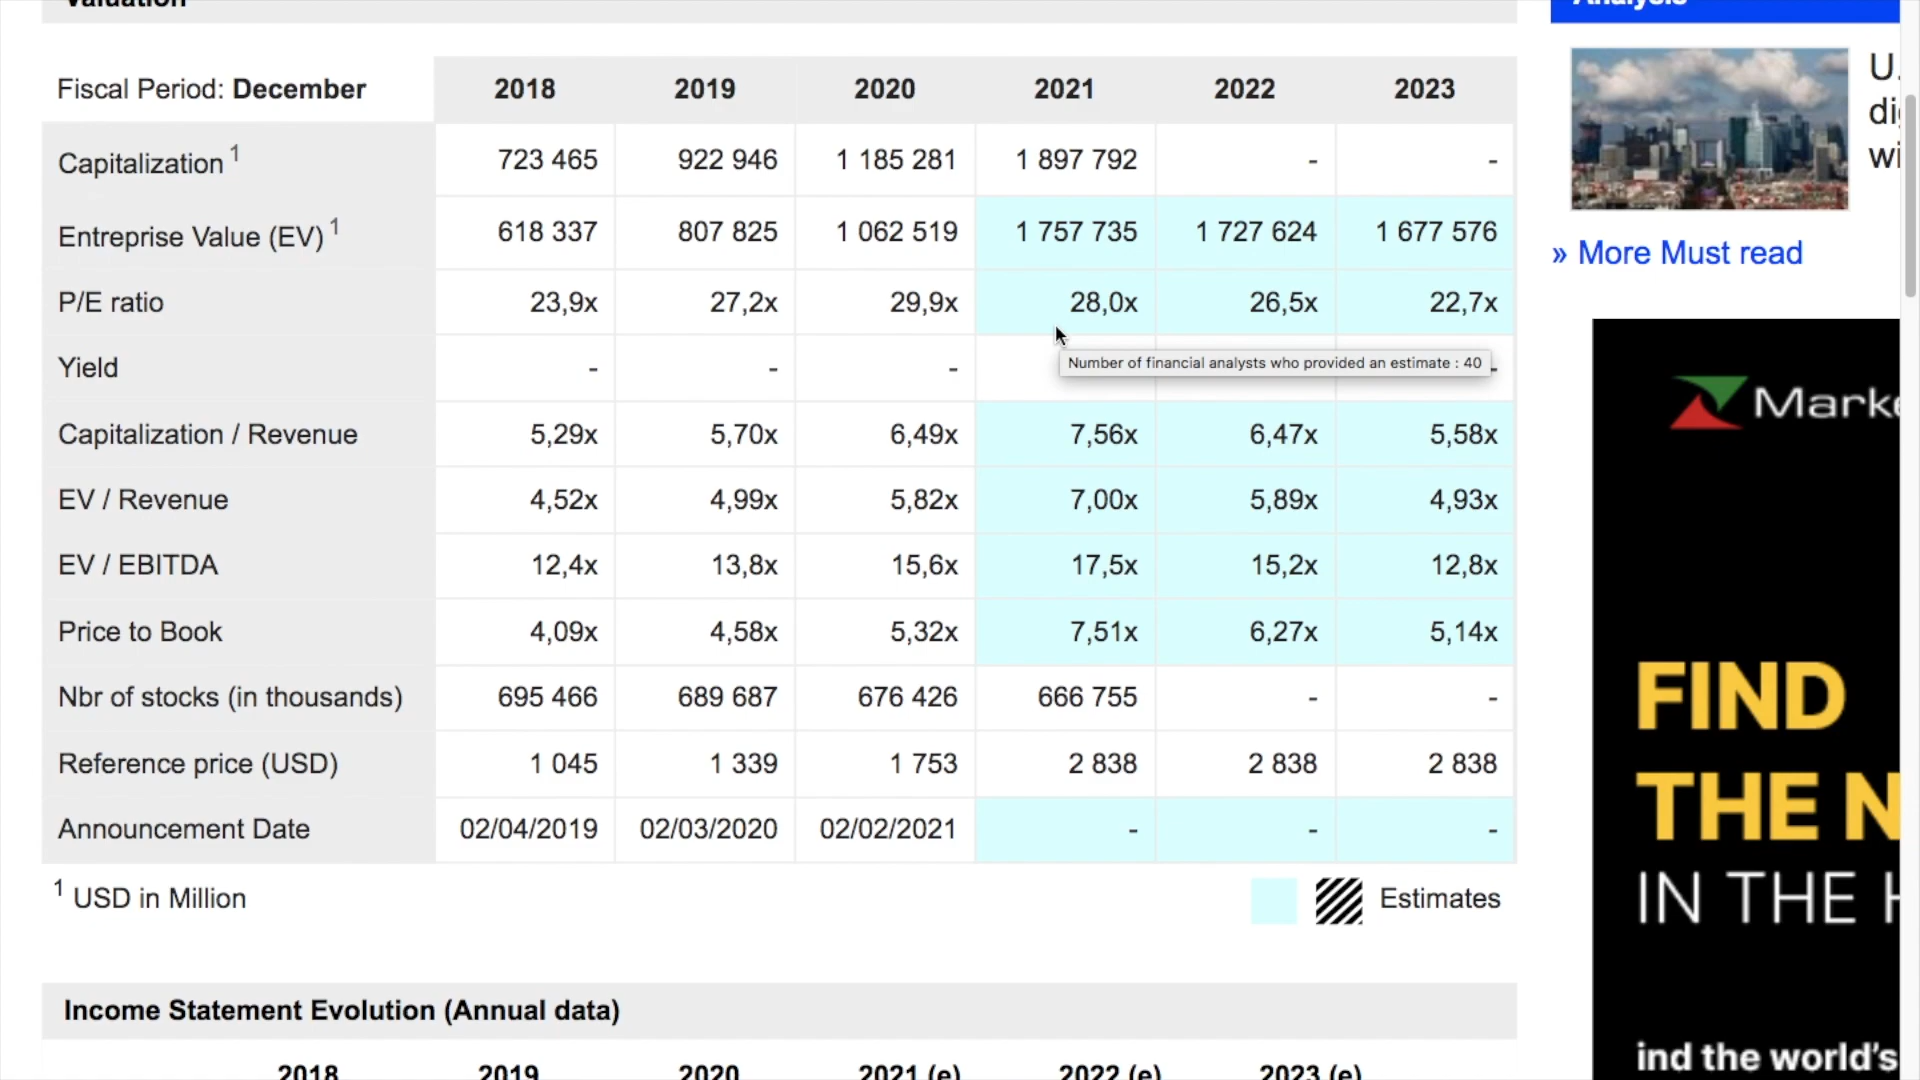 Valuation
Analysis
Fiscal Period: December 2018 2019 2020 2021 2022 2023
Capitalization 1 723 465 922 946 1 185 281 1 897 792 - -
Entreprise Value (EV) 1 618 337 807 825 1 062 519 1 757 735 1 727 624 1 677 576
P/E ratio 23,9x 27,2x 29,9x 28,0x 26,5x 22,7x
Yield - - - -
Number of financial analysts who provided an estimate : 40
Capitalization / Revenue 5,29x 5,70x 6,49x 7,56x 6,47x 5,58x
EV / Revenue 4,52x 4,99x 5,82x 7,00x 5,89x 4,93x
EV / EBITDA 12,4x 13,8x 15,6x 17,5x 15,2x 12,8x
Price to Book 4,09x 4,58x 5,32x 7,51x 6,27x 5,14x
Nbr of stocks (in thousands) 695 466 689 687 676 426 666 755 - -
Reference price (USD) 1 045 1 339 1 753 2 838 2 838 2 838
Announcement Date 02/04/2019 02/03/2020 02/02/2021 - - -
1 USD in Million
Estimates
Income Statement Evolution (Annual data)
2018 2019 2020 2021 (e) 2022 (e) 2023 (e)
U.
di
wi
» More Must read
Marke
FIND
THE N
IN THE H
ind the world's